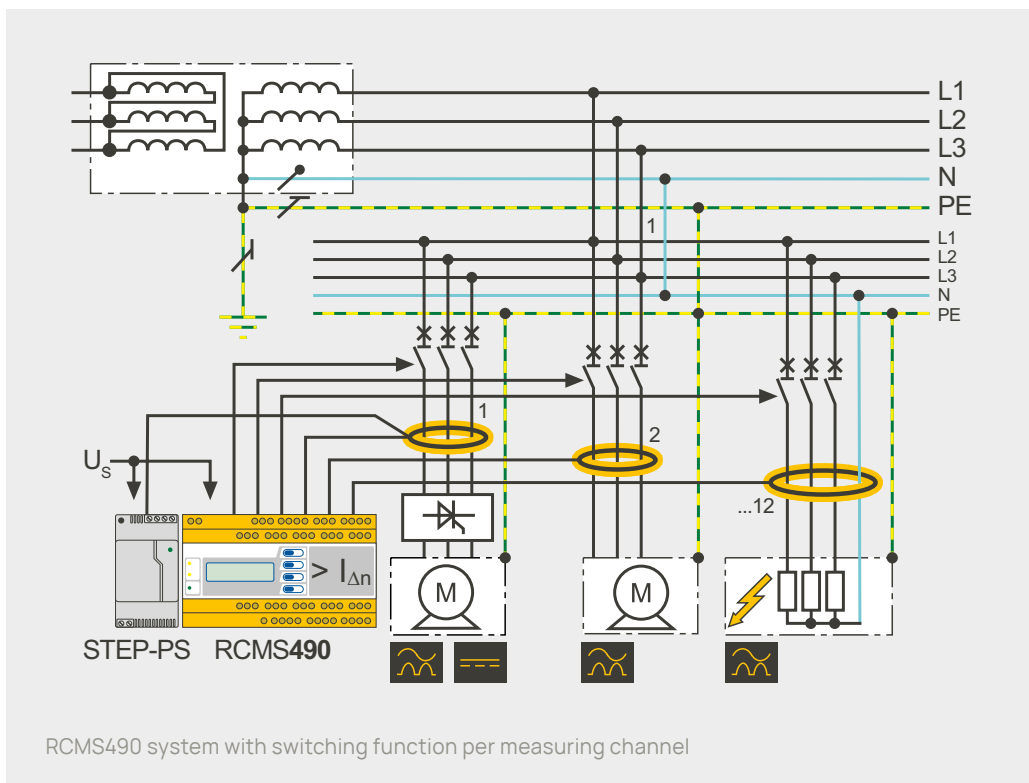 L1
L2
L3
N
PE
1
L1
L2
L3
N
PE
1
2
...12
US
> IΔn
M
M
STEP-PS RCMS490
RCMS490 system with switching function per measuring channel